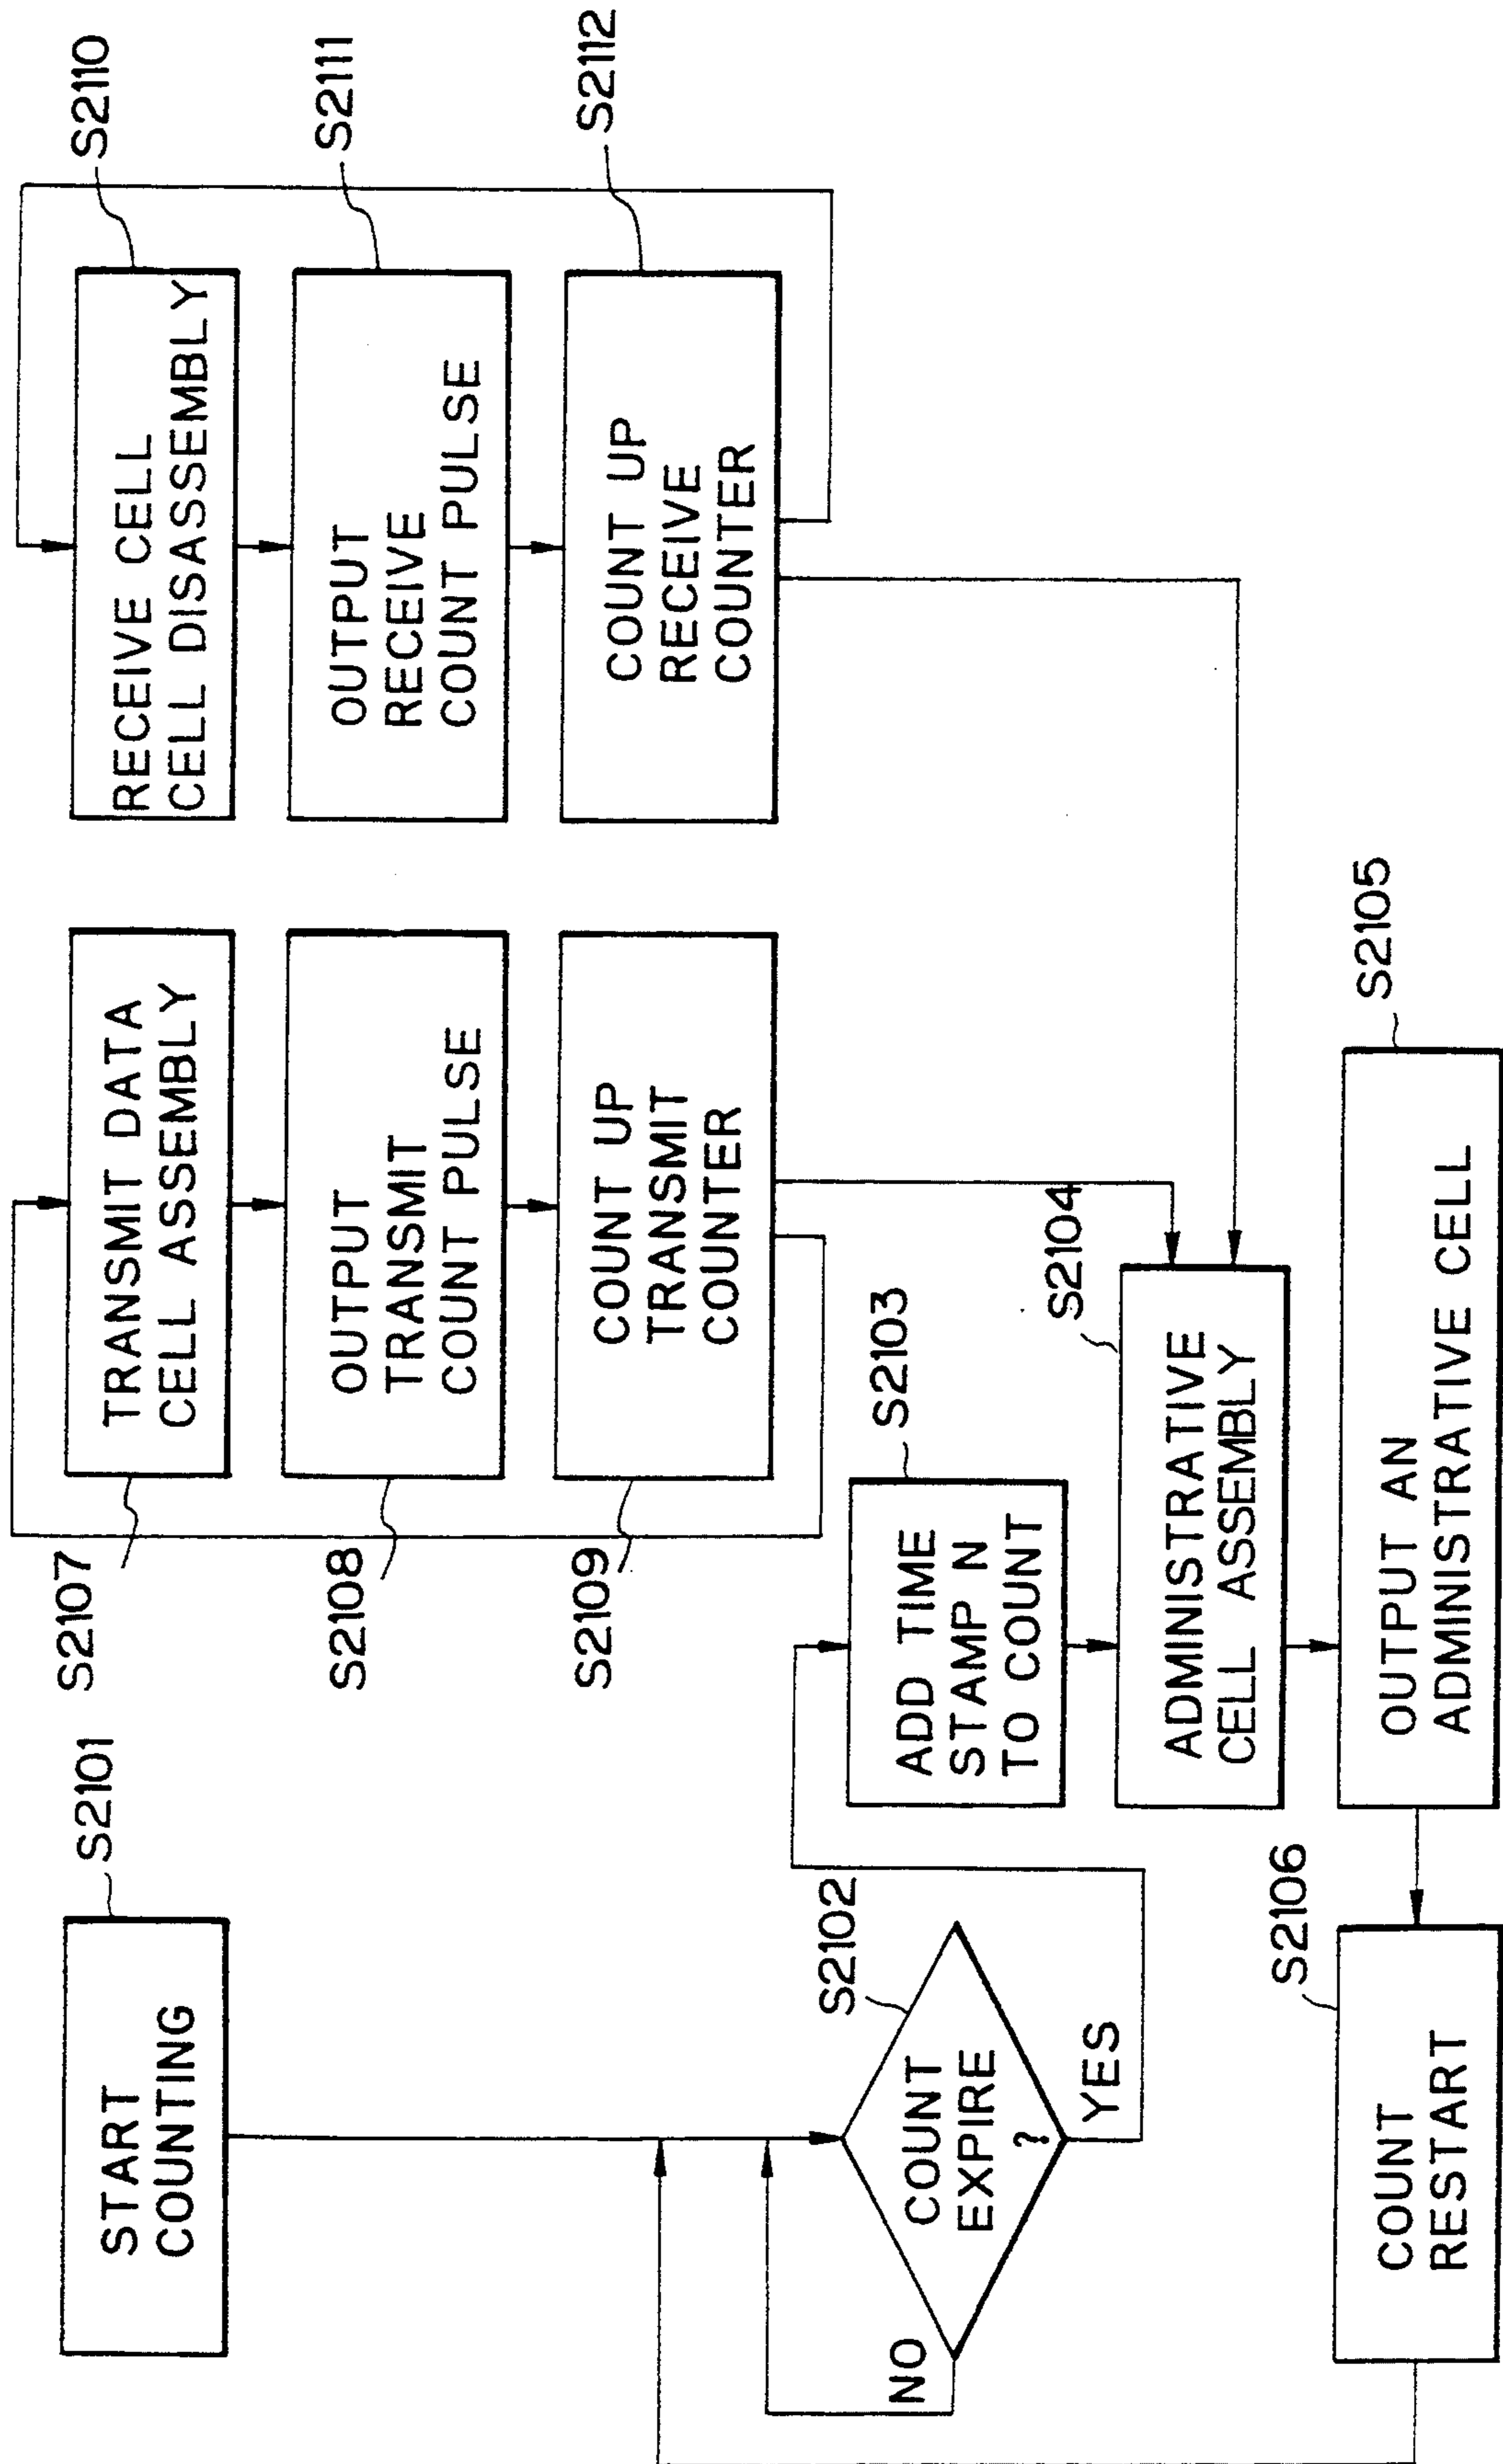 S2101
START
COUNTING
S2102
COUNT
EXPIRE
?
NO
YES
S2103
ADD TIME
STAMP N
TO COUNT
S2104
ADMINISTRATIVE
CELL ASSEMBLY
S2105
OUTPUT AN
ADMINISTRATIVE CELL
S2106
COUNT
RESTART
S2107
TRANSMIT DATA
CELL ASSEMBLY
S2108
OUTPUT
TRANSMIT
COUNT PULSE
S2109
COUNT UP
TRANSMIT
COUNTER
S2110
RECEIVE CELL
CELL DISASSEMBLY
S2111
OUTPUT
RECEIVE
COUNT PULSE
S2112
COUNT UP
RECEIVE
COUNTER